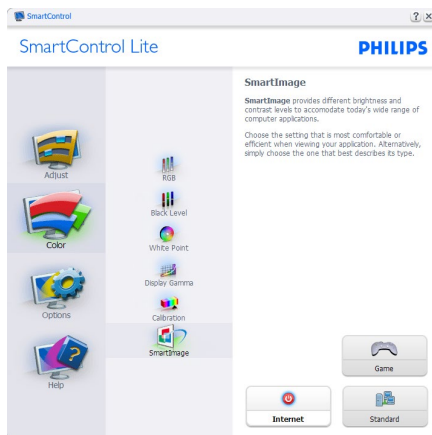 SmartControl
SmartControl Lite
PHILIPS
Adjust
Color
Options
Help
RGB
Black Level
White Point
Display Gamma
Calibration
SmartImage
SmartImage
SmartImage provides different brightness and
contrast levels to accomodate today's wide range of
computer applications.
Choose the setting that is most comfortable or
efficient when viewing your application. Alternatively,
simply choose the one that best describes its type.
Game
Internet
Standard